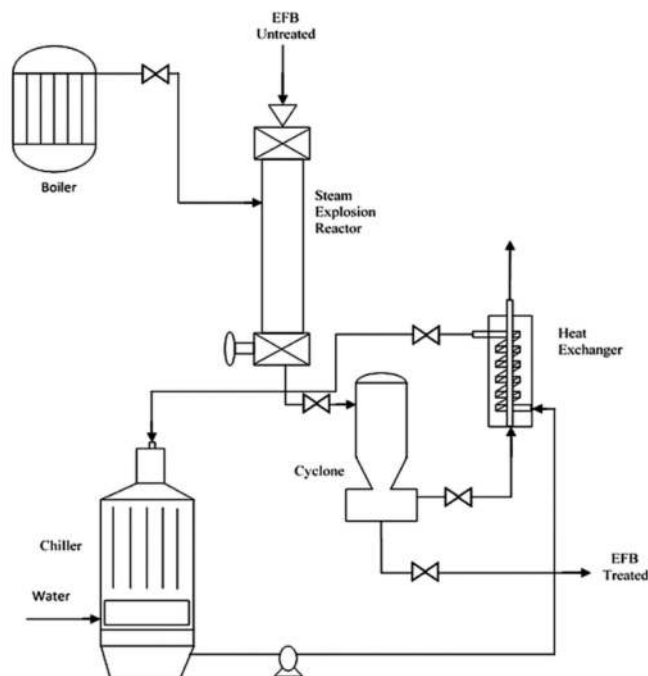 EFB
Untreated
Boiler
Steam
Explosion
Reactor
Heat
Exchanger
Cyclone
Chiller
EFB
Treated
Water